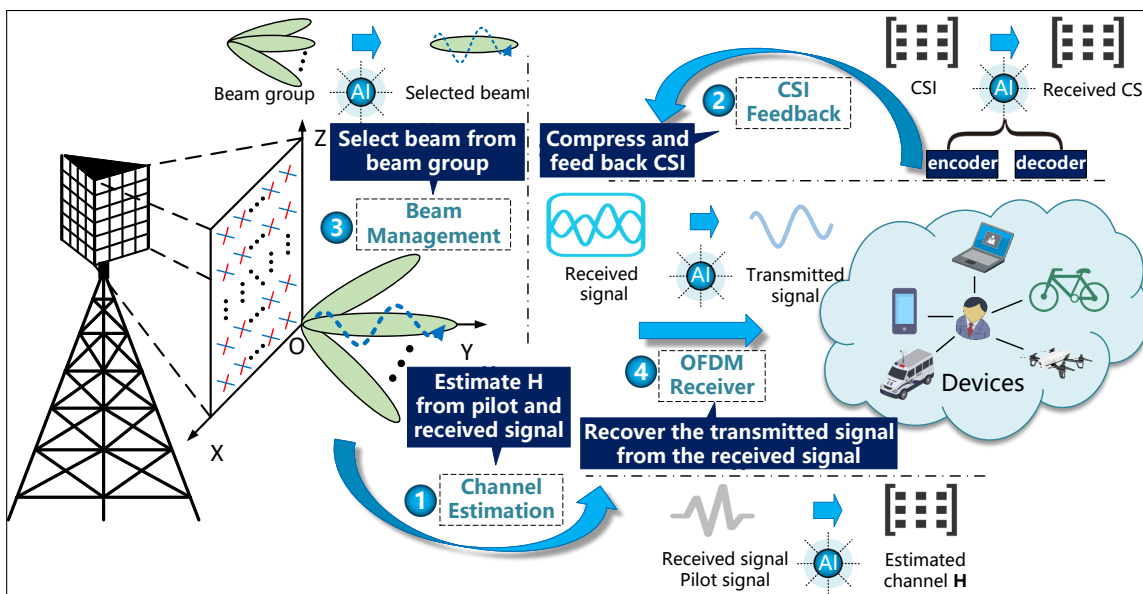 Beam group
AI
Selected beam
Select beam from
beam group
3
Beam
Management
Z
O
Y
X
2
CSI
Feedback
Compress and
feed back CSI
CSI
AI
Received CS
encoder
decoder
Received
signal
AI
Transmitted
signal
4
OFDM
Receiver
Recover the transmitted signal
from the received signal
Devices
Estimate H
from pilot and
received signal
1
Channel
Estimation
Received signal
Pilot signal
AI
Estimated
channel H